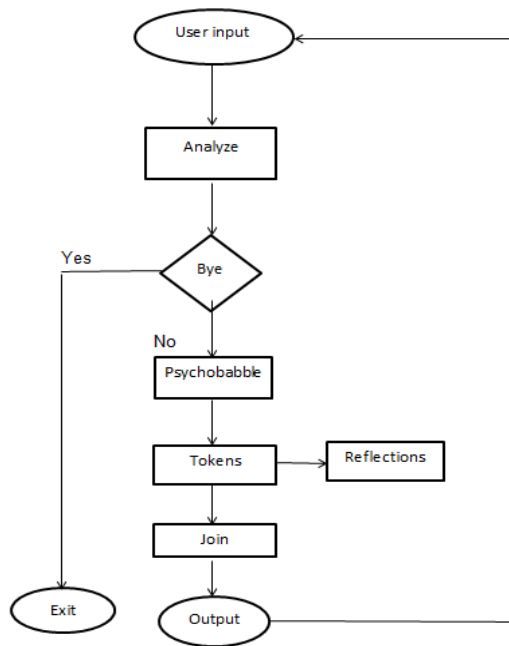 User input
Analyze
Yes
Bye
No
Psychobabble
Tokens
Reflections
Join
Exit
Output